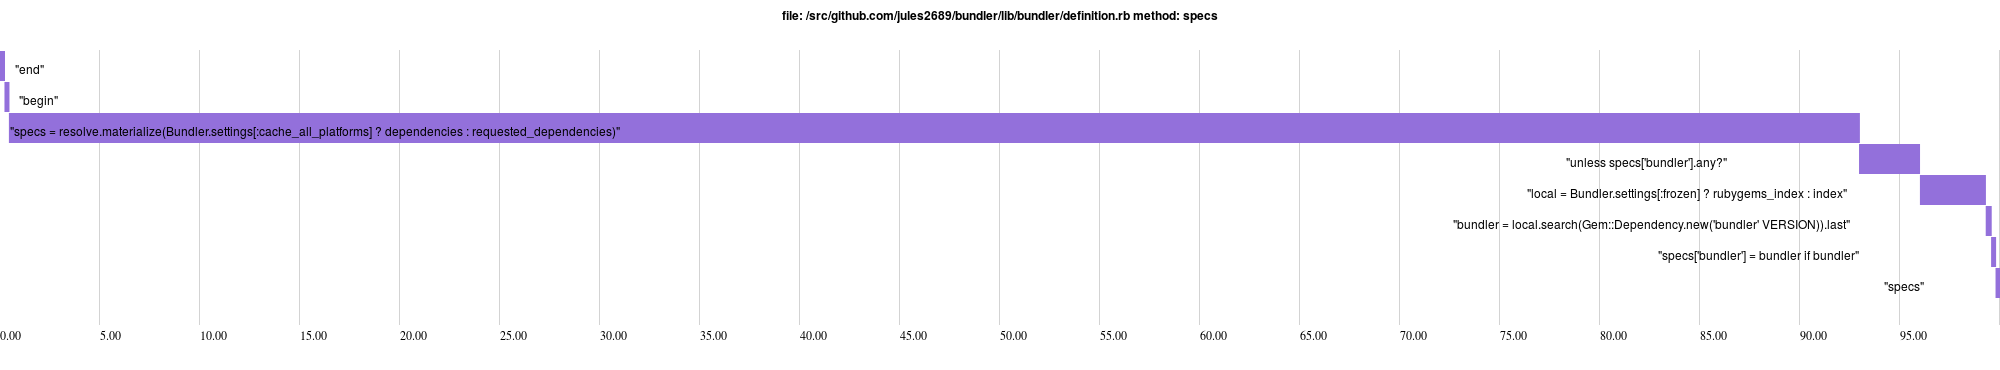 file: /src/github.com/jules2689/bundler/lib/bundler/definition.rb method: specs
"end"
"begin"
"specs = resolve.materialize(Bundler.settings[:cache_all_platforms] ? dependencies : requested_dependencies)"
"unless specs['bundler'].any?"
"local = Bundler.settings[:frozen] ? rubygems_index : index"
"bundler = local.search(Gem::Dependency.new('bundler' VERSION)).last"
"specs['bundler'] = bundler if bundler"
"specs"
0.00 5.00 10.00 15.00 20.00 25.00 30.00 35.00 40.00 45.00 50.00 55.00 60.00 65.00 70.00 75.00 80.00 85.00 90.00 95.00